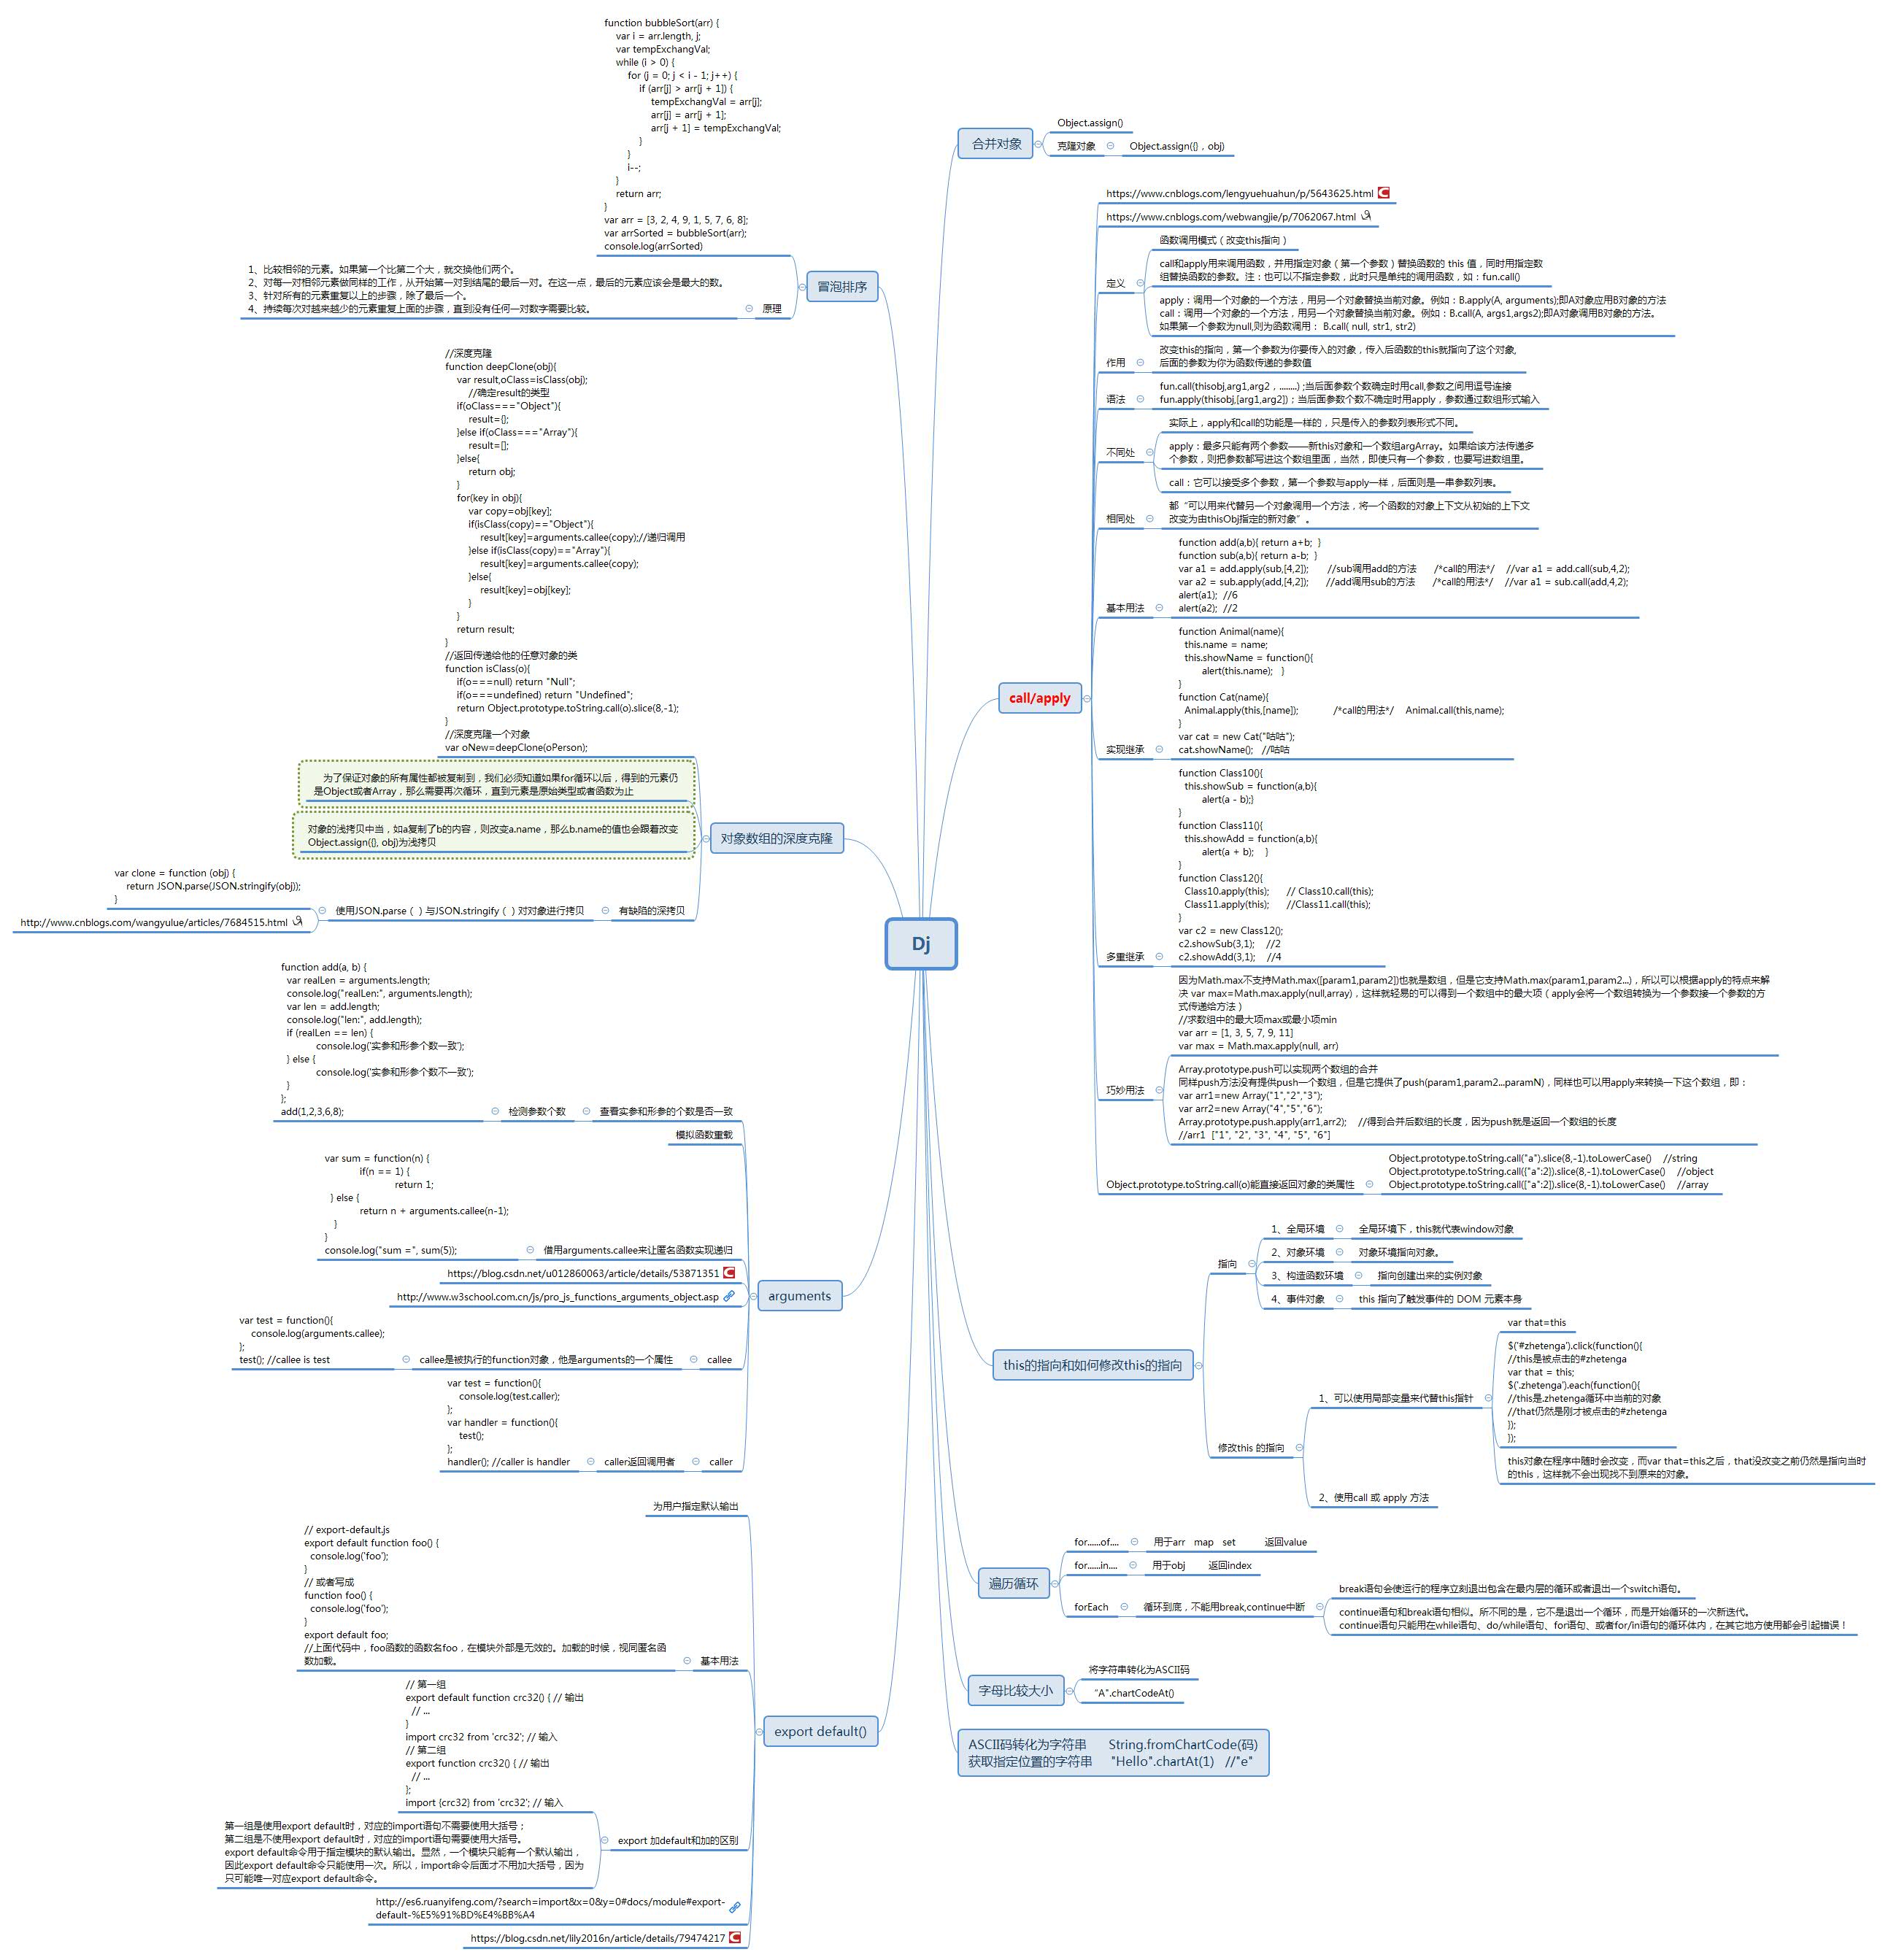 Dj
合并对象
Object.assign()
克隆对象
Object.assign({}，obj)
call/apply
https://www.cnblogs.com/lengyuehuahun/p/5643625.html
https://www.cnblogs.com/webwangjie/p/7062067.html
定义
函数调用模式（改变this指向）
call和apply用来调用函数，并用指定对象（第一个参数）替换函数的 this 值，同时用指定数
组替换函数的参数。注：也可以不指定参数，此时只是单纯的调用函数，如：fun.call()
apply：调用一个对象的一个方法，用另一个对象替换当前对象。例如：B.apply(A, arguments);即A对象应用B对象的方法
call：调用一个对象的一个方法，用另一个对象替换当前对象。例如：B.call(A, args1,args2);即A对象调用B对象的方法。
如果第一个参数为null,则为函数调用： B.call( null, str1, str2)
作用
改变this的指向，第一个参数为你要传入的对象，传入后函数的this就指向了这个对象,
后面的参数为你为函数传递的参数值
语法
fun.call(thisobj,arg1,arg2，........) ;当后面参数个数确定时用call,参数之间用逗号连接
fun.apply(thisobj,[arg1,arg2])；当后面参数个数不确定时用apply，参数通过数组形式输入
不同处
实际上，apply和call的功能是一样的，只是传入的参数列表形式不同。
apply：最多只能有两个参数——新this对象和一个数组argArray。如果给该方法传递多
个参数，则把参数都写进这个数组里面，当然，即使只有一个参数，也要写进数组里。
call：它可以接受多个参数，第一个参数与apply一样，后面则是一串参数列表。
相同处
都“可以用来代替另一个对象调用一个方法，将一个函数的对象上下文从初始的上下文
改变为由thisObj指定的新对象”。
基本用法
function add(a,b){ return a+b;  }
function sub(a,b){ return a-b;  }
var a1 = add.apply(sub,[4,2]);       //sub调用add的方法      /*call的用法*/    //var a1 = add.call(sub,4,2);
var a2 = sub.apply(add,[4,2]);      //add调用sub的方法      /*call的用法*/    //var a1 = sub.call(add,4,2);
alert(a1);  //6
alert(a2);  //2
实现继承
function Animal(name){
this.name = name;
this.showName = function(){
alert(this.name);   }
}
function Cat(name){
Animal.apply(this,[name]);            /*call的用法*/    Animal.call(this,name);
}
var cat = new Cat("咕咕");
cat.showName();   //咕咕
多重继承
function Class10(){
this.showSub = function(a,b){
alert(a - b);}
}
function Class11(){
this.showAdd = function(a,b){
alert(a + b);    }
}
function Class12(){
Class10.apply(this);      // Class10.call(this);
Class11.apply(this);      //Class11.call(this);
}
var c2 = new Class12();
c2.showSub(3,1);    //2
c2.showAdd(3,1);    //4
巧妙用法
因为Math.max不支持Math.max([param1,param2])也就是数组，但是它支持Math.max(param1,param2…)，所以可以根据apply的特点来解
决 var max=Math.max.apply(null,array)，这样就轻易的可以得到一个数组中的最大项（apply会将一个数组转换为一个参数接一个参数的方
式传递给方法）
//求数组中的最大项max或最小项min
var arr = [1, 3, 5, 7, 9, 11]
var max = Math.max.apply(null, arr)
Array.prototype.push可以实现两个数组的合并
同样push方法没有提供push一个数组，但是它提供了push(param1,param2…paramN)，同样也可以用apply来转换一下这个数组，即：
var arr1=new Array("1","2","3");
var arr2=new Array("4","5","6");
Array.prototype.push.apply(arr1,arr2);    //得到合并后数组的长度，因为push就是返回一个数组的长度
//arr1  ["1", "2", "3", "4", "5", "6"]
Object.prototype.toString.call(o)能直接返回对象的类属性
Object.prototype.toString.call("a").slice(8,-1).toLowerCase()    //string
Object.prototype.toString.call({"a":2}).slice(8,-1).toLowerCase()    //object
Object.prototype.toString.call(["a":2]).slice(8,-1).toLowerCase()    //array
this的指向和如何修改this的指向
指向
1、全局环境
全局环境下，this就代表window对象
2、对象环境
对象环境指向对象。
3、构造函数环境
指向创建出来的实例对象
4、事件对象
this 指向了触发事件的 DOM 元素本身
修改this 的指向
1、可以使用局部变量来代替this指针
var that=this
$('#zhetenga').click(function(){
//this是被点击的#zhetenga
var that = this;
$('.zhetenga').each(function(){
//this是.zhetenga循环中当前的对象
//that仍然是刚才被点击的#zhetenga
});
});
this对象在程序中随时会改变，而var that=this之后，that没改变之前仍然是指向当时
的this，这样就不会出现找不到原来的对象。
2、使用call 或 apply 方法
遍历循环
for......of....
用于arr   map   set          返回value
for......in....
用于obj        返回index
forEach
循环到底，不能用break,continue中断
break语句会使运行的程序立刻退出包含在最内层的循环或者退出一个switch语句。
continue语句和break语句相似。所不同的是，它不是退出一个循环，而是开始循环的一次新迭代。
continue语句只能用在while语句、do/while语句、for语句、或者for/in语句的循环体内，在其它地方使用都会引起错误！
字母比较大小
将字符串转化为ASCII码
"A".chartCodeAt()
ASCII码转化为字符串      String.fromChartCode(码)
获取指定位置的字符串     "Hello".chartAt(1)   //"e"
冒泡排序
function bubbleSort(arr) {
var i = arr.length, j;
var tempExchangVal;
while (i > 0) {
for (j = 0; j < i - 1; j++) {
if (arr[j] > arr[j + 1]) {
tempExchangVal = arr[j];
arr[j] = arr[j + 1];
arr[j + 1] = tempExchangVal;
}
}
i--;
}
return arr;
}
var arr = [3, 2, 4, 9, 1, 5, 7, 6, 8];
var arrSorted = bubbleSort(arr);
console.log(arrSorted)
原理
1、比较相邻的元素。如果第一个比第二个大，就交换他们两个。
2、对每一对相邻元素做同样的工作，从开始第一对到结尾的最后一对。在这一点，最后的元素应该会是最大的数。
3、针对所有的元素重复以上的步骤，除了最后一个。
4、持续每次对越来越少的元素重复上面的步骤，直到没有任何一对数字需要比较。
对象数组的深度克隆
//深度克隆
function deepClone(obj){
var result,oClass=isClass(obj);
//确定result的类型
if(oClass==="Object"){
result={};
}else if(oClass==="Array"){
result=[];
}else{
return obj;
}
for(key in obj){
var copy=obj[key];
if(isClass(copy)=="Object"){
result[key]=arguments.callee(copy);//递归调用
}else if(isClass(copy)=="Array"){
result[key]=arguments.callee(copy);
}else{
result[key]=obj[key];
}
}
return result;
}
//返回传递给他的任意对象的类
function isClass(o){
if(o===null) return "Null";
if(o===undefined) return "Undefined";
return Object.prototype.toString.call(o).slice(8,-1);
}
//深度克隆一个对象
var oNew=deepClone(oPerson);
为了保证对象的所有属性都被复制到，我们必须知道如果for循环以后，得到的元素仍
是Object或者Array，那么需要再次循环，直到元素是原始类型或者函数为止
对象的浅拷贝中当，如a复制了b的内容，则改变a.name，那么b.name的值也会跟着改变
Object.assign({}, obj)为浅拷贝
有缺陷的深拷贝
使用JSON.parse（）与JSON.stringify（）对对象进行拷贝
var clone = function (obj) {
return JSON.parse(JSON.stringify(obj));
}
http://www.cnblogs.com/wangyulue/articles/7684515.html
arguments
查看实参和形参的个数是否一致
检测参数个数
function add(a, b) {
var realLen = arguments.length;
console.log("realLen:", arguments.length);
var len = add.length;
console.log("len:", add.length);
if (realLen == len) {
console.log('实参和形参个数一致');
} else {
console.log('实参和形参个数不一致');
}
};
add(1,2,3,6,8);
模拟函数重载
借用arguments.callee来让匿名函数实现递归
var sum = function(n) {
if(n == 1) {
return 1;
} else {
return n + arguments.callee(n-1);
}
}
console.log("sum =", sum(5));
https://blog.csdn.net/u012860063/article/details/53871351
http://www.w3school.com.cn/js/pro_js_functions_arguments_object.asp
callee
callee是被执行的function对象，他是arguments的一个属性
var test = function(){
console.log(arguments.callee);
};
test(); //callee is test
caller
caller返回调用者
var test = function(){
console.log(test.caller);
};
var handler = function(){
test();
};
handler(); //caller is handler
export default()
为用户指定默认输出
基本用法
// export-default.js
export default function foo() {
console.log('foo');
}
// 或者写成
function foo() {
console.log('foo');
}
export default foo;
//上面代码中，foo函数的函数名foo，在模块外部是无效的。加载的时候，视同匿名函
数加载。
export 加default和加的区别
// 第一组
export default function crc32() { // 输出
// ...
}
import crc32 from 'crc32'; // 输入
// 第二组
export function crc32() { // 输出
// ...
};
import {crc32} from 'crc32'; // 输入
第一组是使用export default时，对应的import语句不需要使用大括号；
第二组是不使用export default时，对应的import语句需要使用大括号。
export default命令用于指定模块的默认输出。显然，一个模块只能有一个默认输出，
因此export default命令只能使用一次。所以，import命令后面才不用加大括号，因为
只可能唯一对应export default命令。
http://es6.ruanyifeng.com/?search=import&x=0&y=0#docs/module#export-
default-%E5%91%BD%E4%BB%A4
https://blog.csdn.net/lily2016n/article/details/79474217